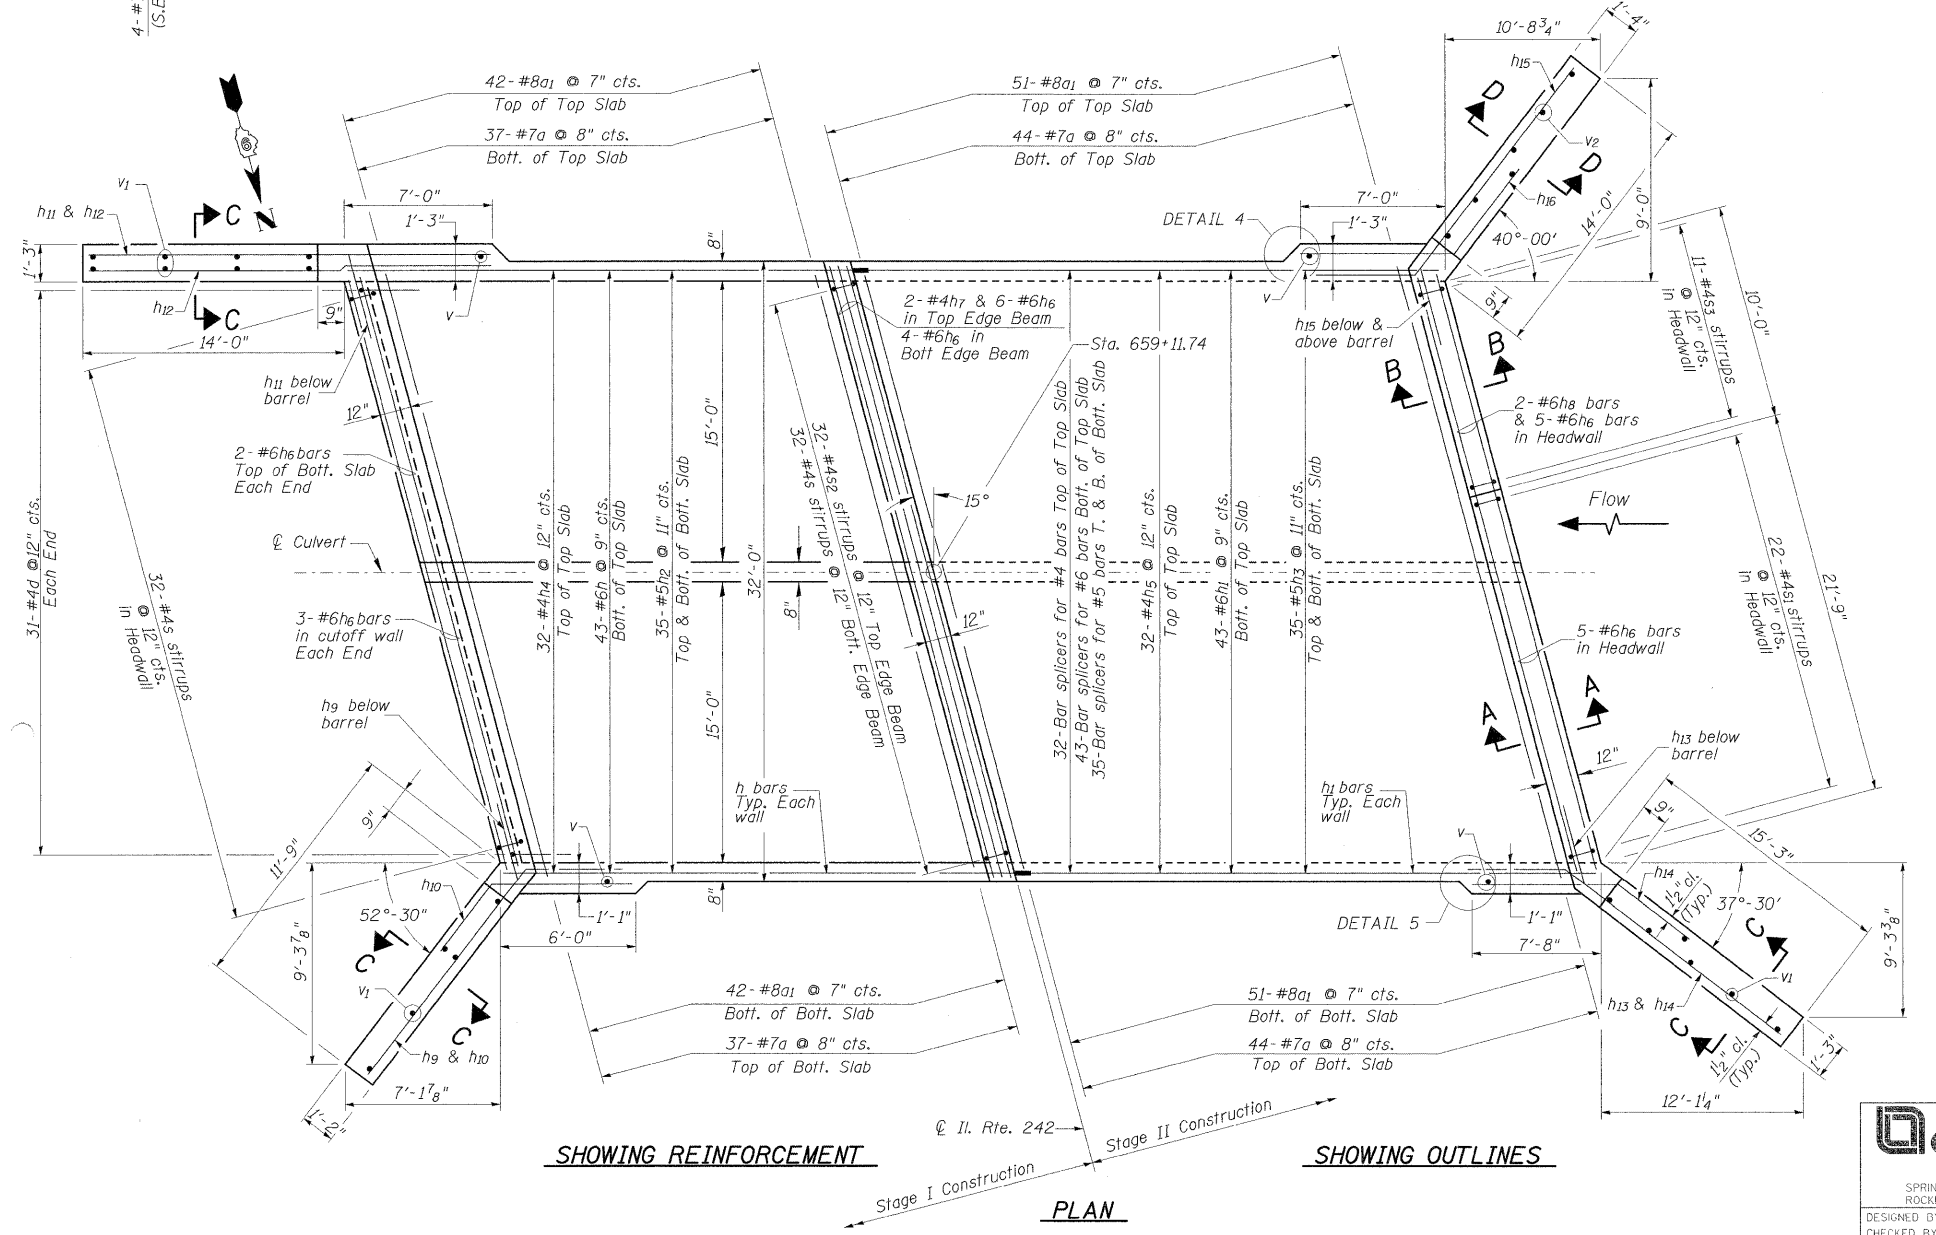 4-#
(S.E
42-#8a1 @ 7" cts.
Top of Top Slab
37-#7a @ 8" cts.
Bott. of Top Slab
51-#8a1 @ 7" cts.
Top of Top Slab
44-#7a @ 8" cts.
Bott. of Top Slab
10'-8 3/4"
1'-4"
h15
D
D
v2
h16
14'-0"
9'-0"
40°-00'
9"
6
N
v1
h11 & h12
C
C
h12
1'-3"
9"
14'-0"
7'-0"
1'-3"
v
8"
DETAIL 4
7'-0"
1'-3"
v
2-#4h7 & 6-#6h6
in Top Edge Beam
4-#6h6 in
Bott Edge Beam
Sta. 659+11.74
h15 below &
above barrel
B
B
11-#4s3 stirrups
@ 12" cts.
in Headwall
10'-0"
2-#6h8 bars
& 5-#6h6 bars
in Headwall
Flow
h11 below
barrel
12"
2-#6h6 bars
Top of Bott. Slab
Each End
31-#4d @12" cts.
Each End
32-#4s stirrups
@ 12" cts.
in Headwall
℄ Culvert
3-#6h6 bars
in cutoff wall
Each End
h9 below
barrel
32-#4h4 @ 12" cts.
Top of Top Slab
43-#6h @ 9" cts.
Bott. of Top Slab
35-#5h2 @ 11" cts.
Top & Bott. of Bott. Slab
15'-0"
15'-0"
32'-0"
8"
32-#4s2 stirrups @ 12" Top Edge Beam
32-#4s stirrups @ 12" Bott. Edge Beam
15°
12"
32-Bar splicers for #4 bars Top of Top Slab
43-Bar splicers for #6 bars Bott. of Top Slab
35-Bar splicers for #5 bars T. & B. of Bott. Slab
32-#4h5 @ 12" cts.
Top of Top Slab
43-#6h1 @ 9" cts.
Bott. of Top Slab
35-#5h3 @ 11" cts.
Top & Bott. of Bott. Slab
22-#4s1 stirrups
@ 12" cts.
in Headwall
21'-9"
5-#6h6 bars
in Headwall
A
A
h13 below
barrel
12"
h bars
Typ. Each
wall
h1 bars
Typ. Each
wall
v
v
11'-9"
9"
h10
52°-30"
9'-3 7/8"
C
C
v1
h9 & h10
7'-1 7/8"
1'-2"
1'-1"
6'-0"
8"
DETAIL 5
1'-1"
7'-8"
9"
15'-3"
h14
1 1/2" cl.
(Typ.)
37°-30'
C
C
v1
h13 & h14
1 1/2" cl.
(Typ.)
1'-3"
9'-3 3/8"
12'-1 1/4"
42-#8a1 @ 7" cts.
Bott. of Bott. Slab
37-#7a @ 8" cts.
Top of Bott. Slab
51-#8a1 @ 7" cts.
Bott. of Bott. Slab
44-#7a @ 8" cts.
Top of Bott. Slab
℄ Il. Rte. 242
Stage I Construction
Stage II Construction
SHOWING REINFORCEMENT
SHOWING OUTLINES
PLAN
SPRIN
ROCK
DESIGNED BY
CHECKED BY